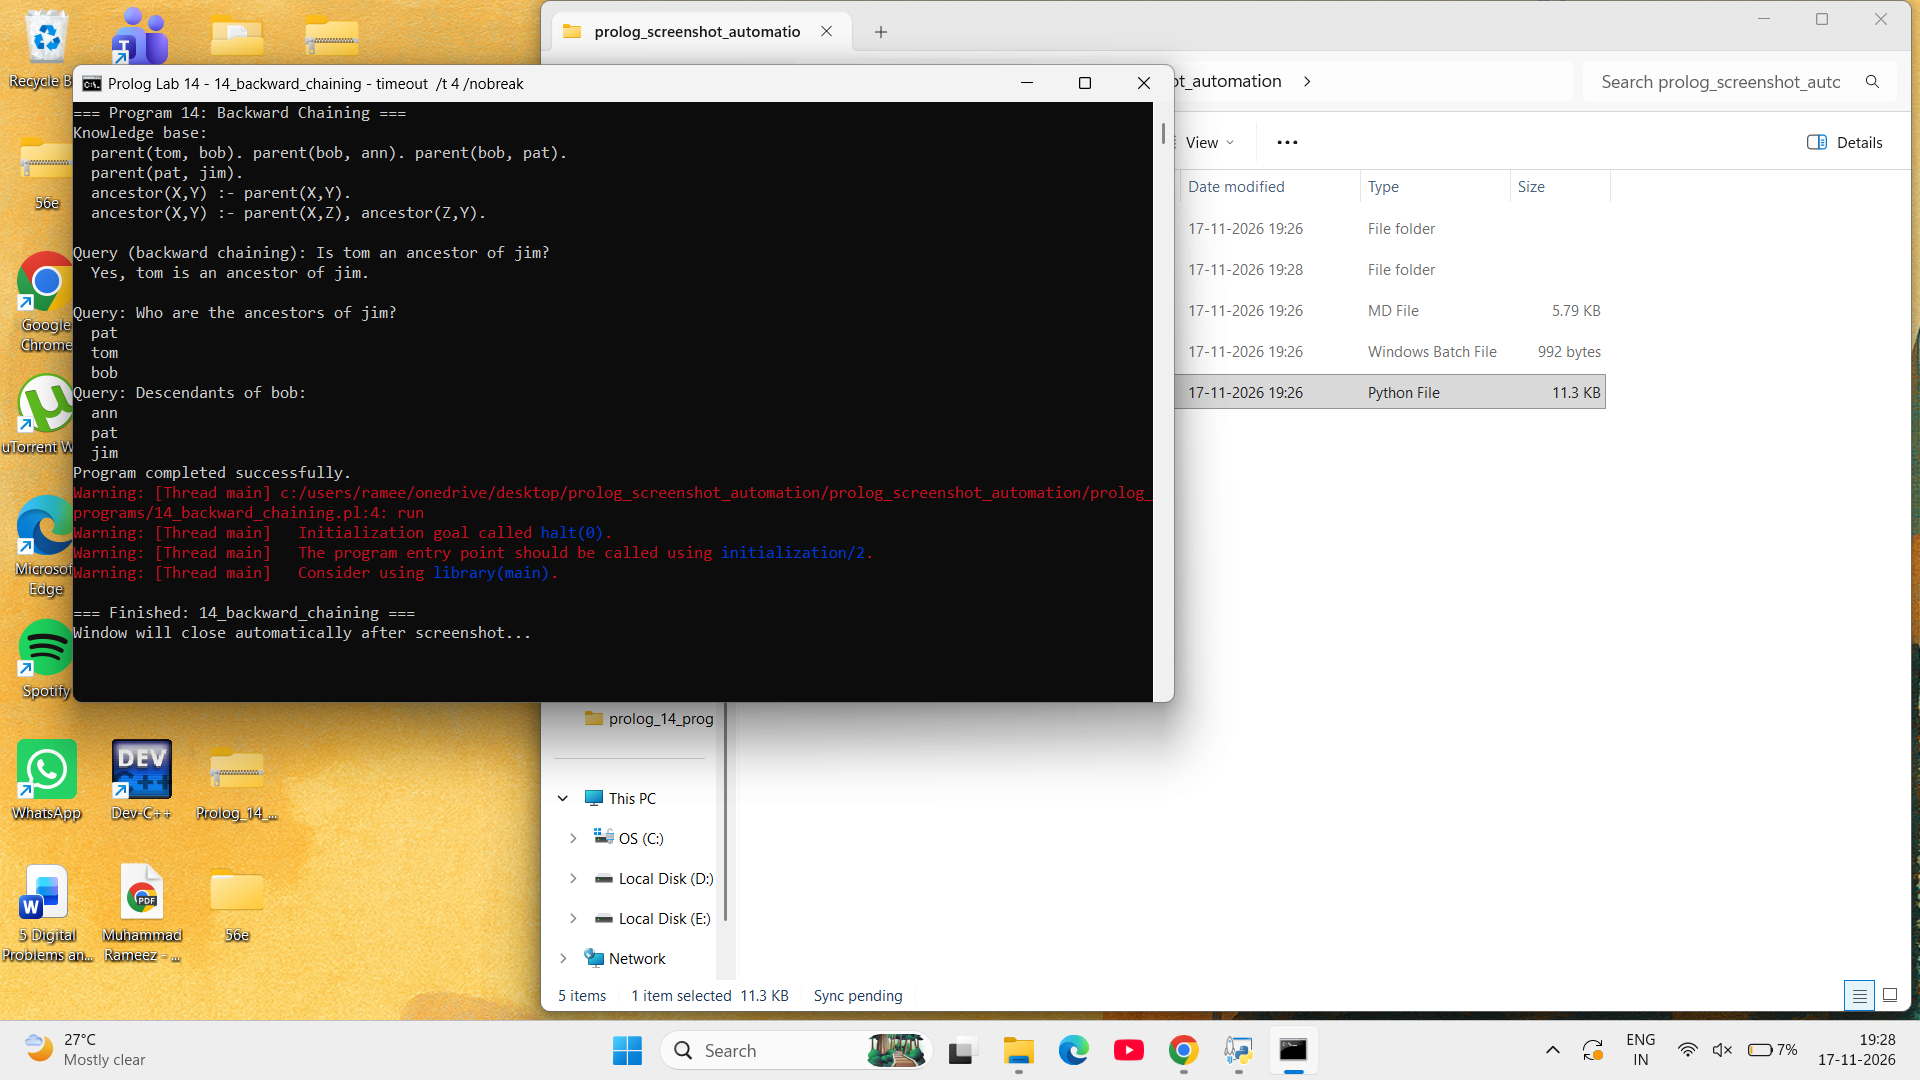 Recycle B
56e
Google
Chrome
uTorrent W
Microsof
Edge
Spotify
WhatsApp
Dev-C++
Prolog_14_...
5 Digital
Problems an...
Muhammad
Rameez - ...
56e
Prolog Lab 14 - 14_backward_chaining - timeout /t 4 /nobreak
=== Program 14: Backward Chaining ===
Knowledge base:
parent(tom, bob). parent(bob, ann). parent(bob, pat).
parent(pat, jim).
ancestor(X,Y) :- parent(X,Y).
ancestor(X,Y) :- parent(X,Z), ancestor(Z,Y).
Query (backward chaining): Is tom an ancestor of jim?
Yes, tom is an ancestor of jim.
Query: Who are the ancestors of jim?
pat
tom
bob
Query: Descendants of bob:
ann
pat
jim
Program completed successfully.
Warning: [Thread main] c:/users/ramee/onedrive/desktop/prolog_screenshot_automation/prolog_screenshot_automation/prolog_
programs/14_backward_chaining.pl:4: run
Warning: [Thread main]   Initialization goal called halt(0).
Warning: [Thread main]   The program entry point should be called using initialization/2.
Warning: [Thread main]   Consider using library(main).
=== Finished: 14_backward_chaining ===
Window will close automatically after screenshot...
prolog_screenshot_automatio
ot_automation
Search prolog_screenshot_autc
View
Details
Date modified Type Size
17-11-2026 19:26 File folder
17-11-2026 19:28 File folder
17-11-2026 19:26 MD File 5.79 KB
17-11-2026 19:26 Windows Batch File 992 bytes
17-11-2026 19:26 Python File 11.3 KB
prolog_14_prog
This PC
OS (C:)
Local Disk (D:)
Local Disk (E:)
Network
5 items 1 item selected 11.3 KB Sync pending
DEV
C++
PDF
W
27°C
Mostly clear
Search
ENG
IN
7%
19:28
17-11-2026